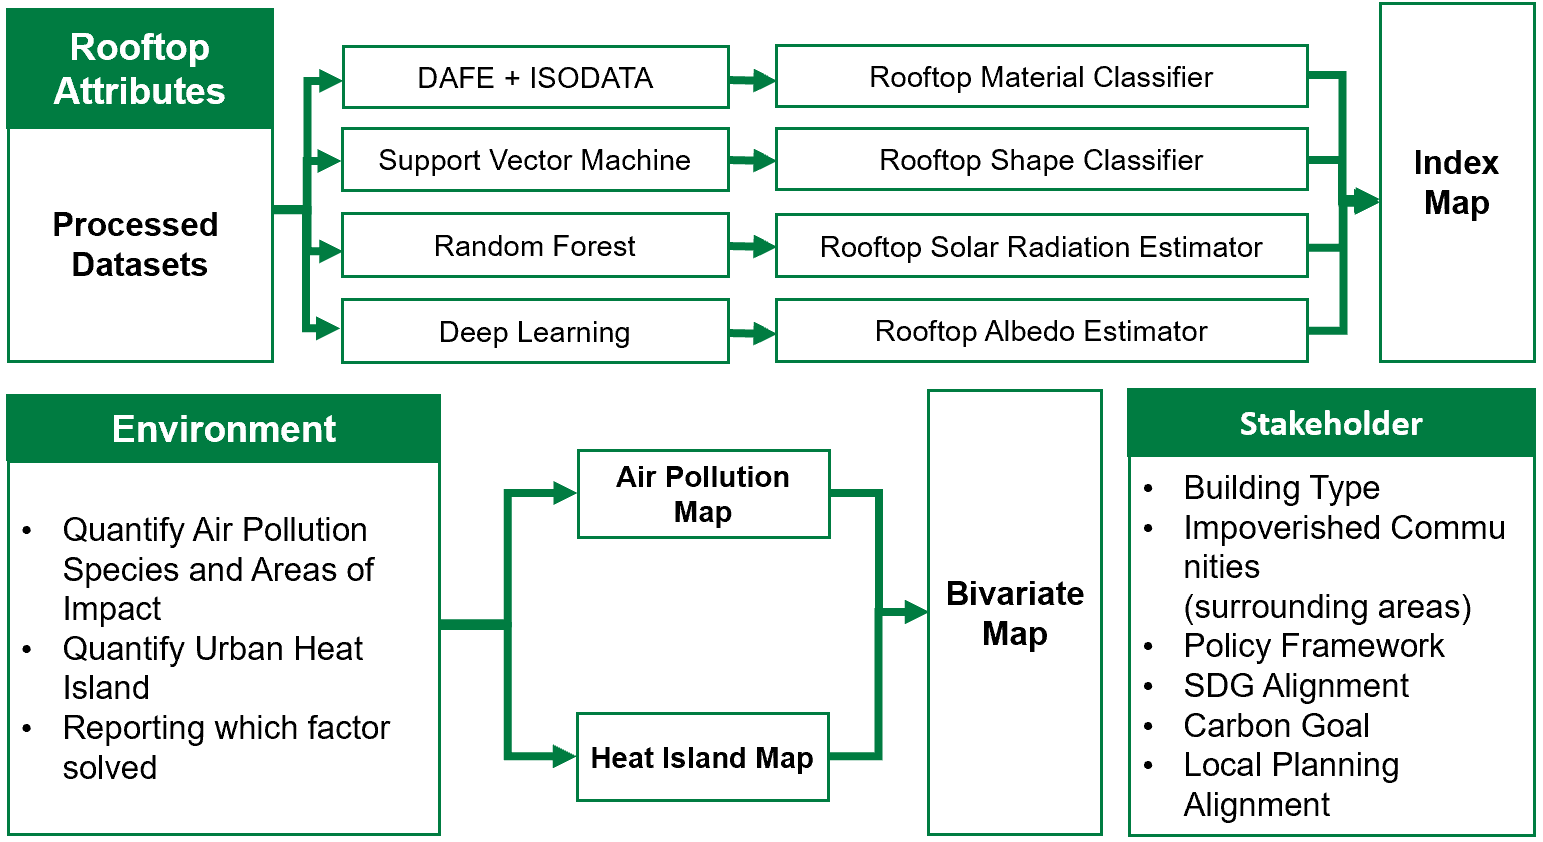 Rooftop
Attributes
Processed
Datasets
DAFE + ISODATA
Rooftop Material Classifier
Support Vector Machine
Rooftop Shape Classifier
Random Forest
Rooftop Solar Radiation Estimator
Deep Learning
Rooftop Albedo Estimator
Index
Map
Environment
• Quantify Air Pollution
Species and Areas of
Impact
• Quantify Urban Heat
Island
• Reporting which factor
solved
Air Pollution
Map
Heat Island Map
Bivariate
Map
Stakeholder
• Building Type
• Impoverished Commu
nities
(surrounding areas)
• Policy Framework
• SDG Alignment
• Carbon Goal
• Local Planning
Alignment